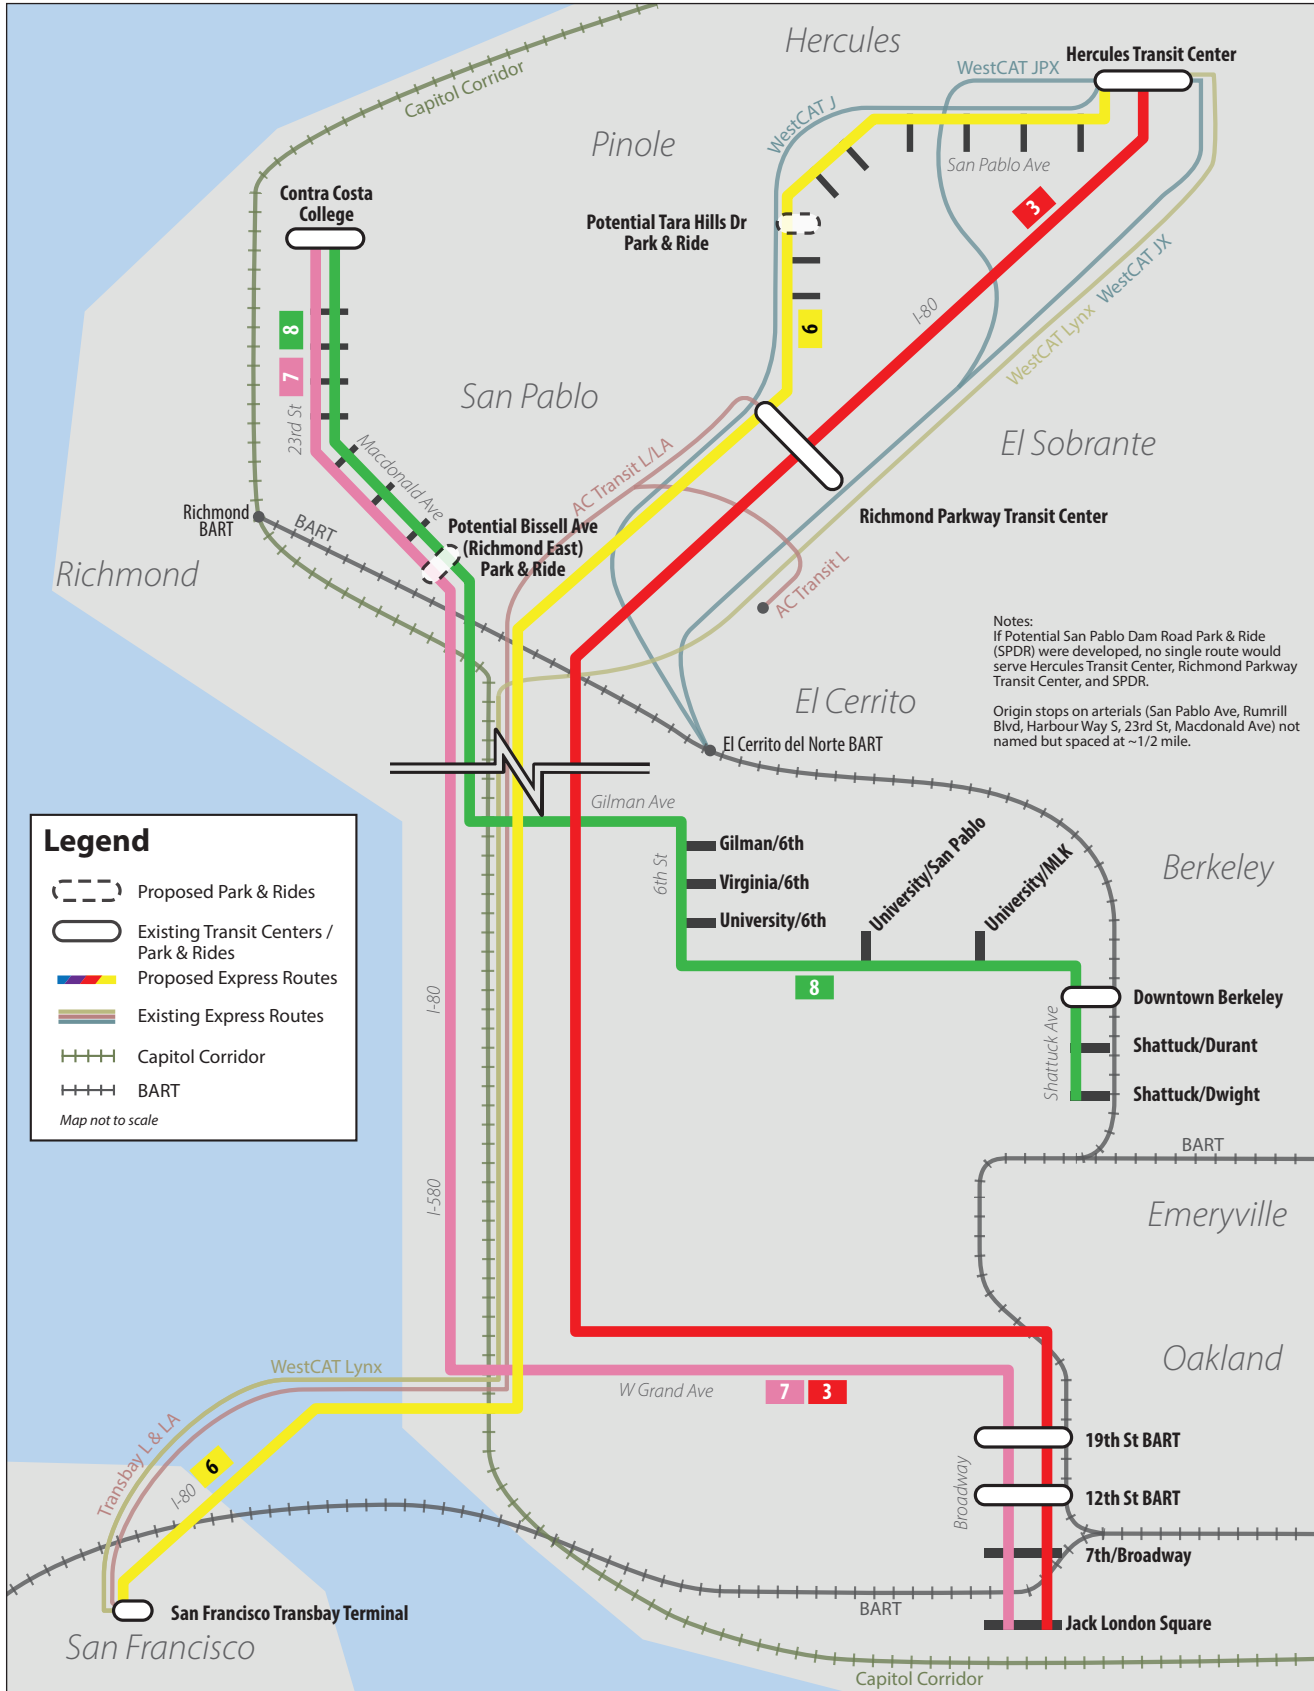 Hercules
Hercules Transit Center
WestCAT JPX
Capitol Corridor
WestCAT J
Pinole
San Pablo Ave
Contra Costa
College
Potential Tara Hills Dr
Park & Ride
3
I-80
WestCAT JX
WestCAT Lynx
6
8
7
23rd St
San Pablo
Macdonald Ave
El Sobrante
AC Transit L/LA
Richmond
BART
BART
Potential Bissell Ave
(Richmond East)
Park & Ride
Richmond Parkway Transit Center
Richmond
AC Transit L
Notes:
If Potential San Pablo Dam Road Park & Ride
(SPDR) were developed, no single route would
serve Hercules Transit Center, Richmond Parkway
Transit Center, and SPDR.
Origin stops on arterials (San Pablo Ave, Rumrill
Blvd, Harbour Way S, 23rd St, Macdonald Ave) not
named but spaced at ~1/2 mile.
El Cerrito
El Cerrito del Norte BART
Gilman Ave
Legend
Proposed Park & Rides
Existing Transit Centers /
Park & Rides
Proposed Express Routes
Existing Express Routes
Capitol Corridor
BART
Map not to scale
6th St
Gilman/6th
Virginia/6th
University/6th
University/San Pablo
University/MLK
Berkeley
8
I-80
Downtown Berkeley
Shattuck Ave
Shattuck/Durant
Shattuck/Dwight
BART
I-580
Emeryville
Oakland
WestCAT Lynx
W Grand Ave
7
3
Transbay L & LA
6
I-80
19th St BART
Broadway
12th St BART
7th/Broadway
BART
San Francisco Transbay Terminal
Jack London Square
San Francisco
Capitol Corridor